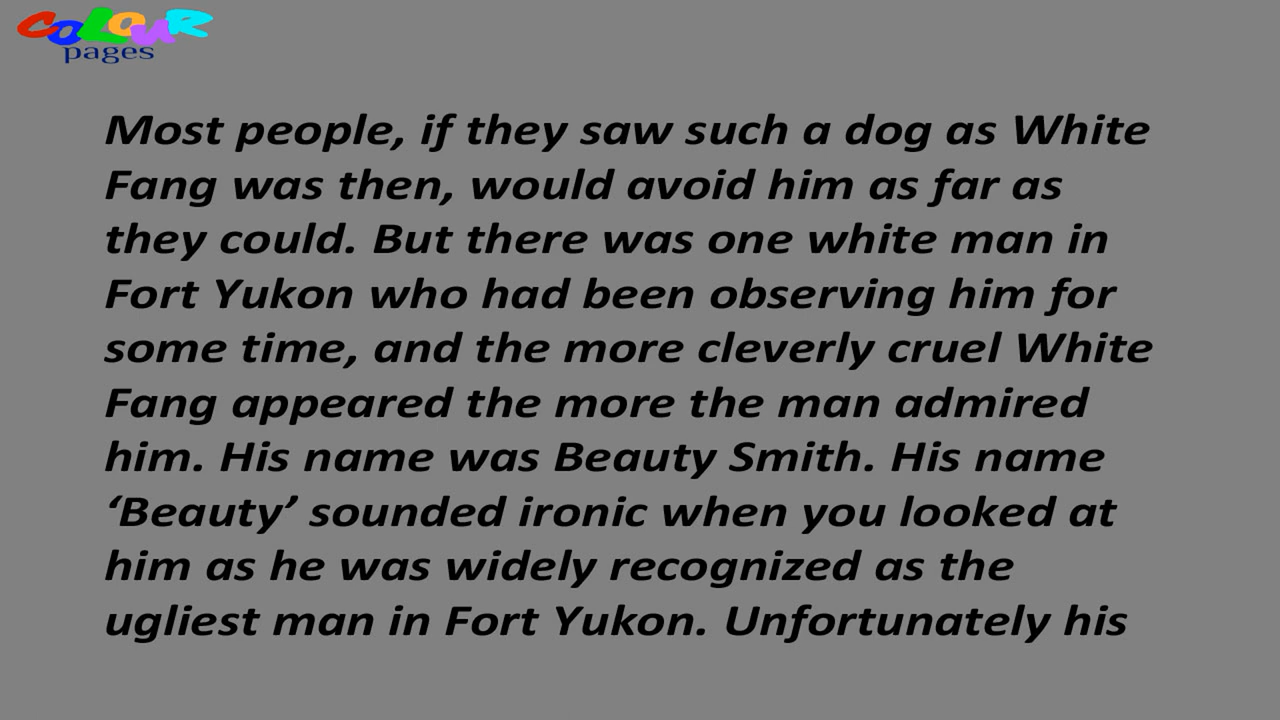 COLOUR
pages
Most people, if they saw such a dog as White
Fang was then, would avoid him as far as
they could. But there was one white man in
Fort Yukon who had been observing him for
some time, and the more cleverly cruel White
Fang appeared the more the man admired
him. His name was Beauty Smith. His name
‘Beauty’ sounded ironic when you looked at
him as he was widely recognized as the
ugliest man in Fort Yukon. Unfortunately his